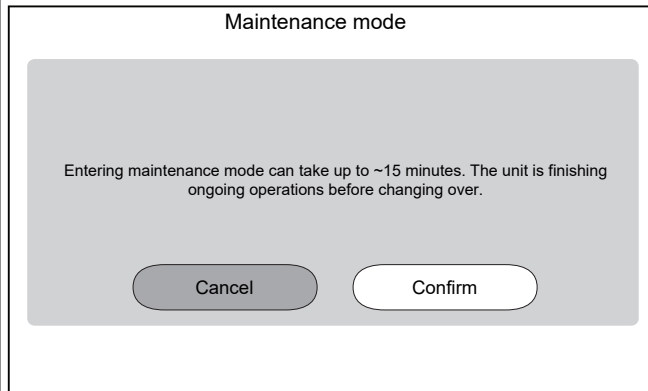 Maintenance mode
Entering maintenance mode can take up to ~15 minutes. The unit is finishing
ongoing operations before changing over.
Cancel
Confirm